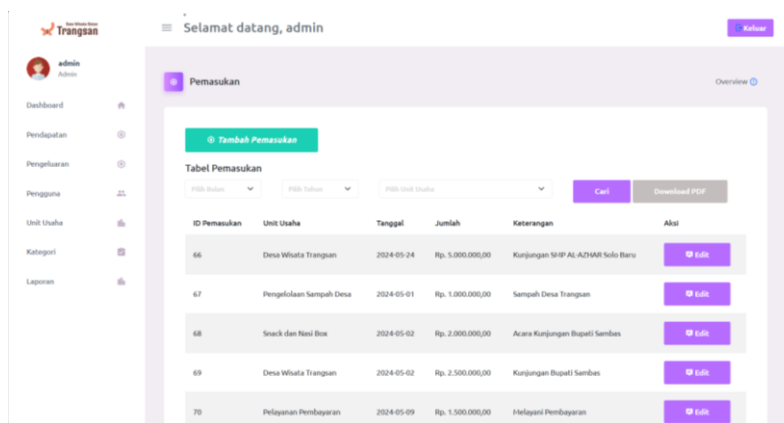 Desa Wisata Rotan
Trangsan
Selamat datang, admin
Keluar
admin
Admin
Dashboard
Pendapatan
Pengeluaran
Pengguna
Unit Usaha
Kategori
Laporan
Pemasukan
Overview
Tambah Pemasukan
Tabel Pemasukan
Pilih Bulan Pilih Tahun Pilih Unit Usaha Cari Download PDF
ID Pemasukan Unit Usaha Tanggal Jumlah Keterangan Aksi
66 Desa Wisata Trangsan 2024-05-24 Rp. 5.000.000,00 Kunjungan SHIP AL-AZHAR Solo Baru Edit
67 Pengelolaan Sampah Desa 2024-05-01 Rp. 1.000.000,00 Sampah Desa Trangsan Edit
68 Snack dan Nasi Box 2024-05-02 Rp. 2.000.000,00 Acara Kunjungan Bupati Sambas Edit
69 Desa Wisata Trangsan 2024-05-02 Rp. 2.500.000,00 Kunjungan Bupati Sambas Edit
70 Pelayanan Pembayaran 2024-05-09 Rp. 1.500.000,00 Melayani Pembayaran Edit